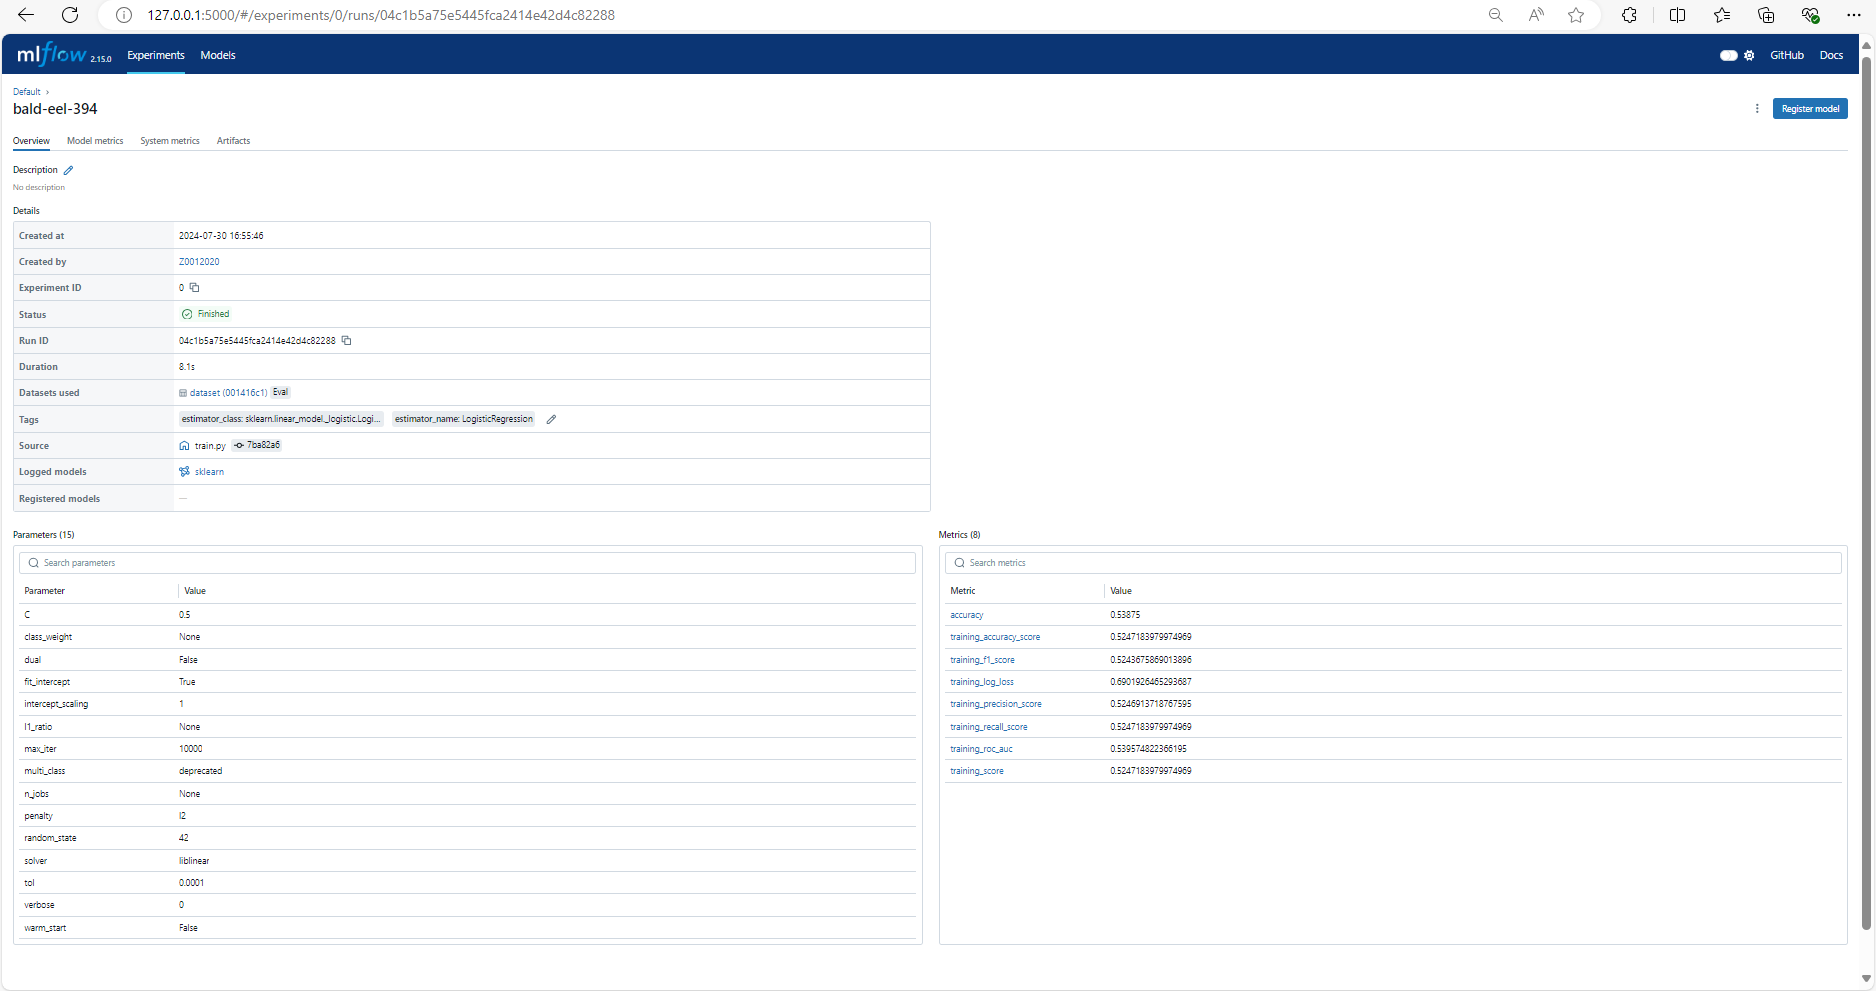 127.0.0.1:5000/#/experiments/0/runs/04c1b5a75e5445fca2414e42d4c82288
mlflow 2.15.0 Experiments Models GitHub Docs
Default ›
bald-eel-394
Register model
Overview Model metrics System metrics Artifacts
Description
No description
Details
Created at 2024-07-30 16:55:46
Created by Z0012020
Experiment ID 0
Status Finished
Run ID 04c1b5a75e5445fca2414e42d4c82288
Duration 8.1s
Datasets used dataset (001416c1) Eval
Tags estimator_class: sklearn.linear_model._logistic.Logi... estimator_name: LogisticRegression
Source train.py 7ba82a6
Logged models sklearn
Registered models —
Parameters (15)
Search parameters
Parameter Value
C 0.5
class_weight None
dual False
fit_intercept True
intercept_scaling 1
l1_ratio None
max_iter 10000
multi_class deprecated
n_jobs None
penalty l2
random_state 42
solver liblinear
tol 0.0001
verbose 0
warm_start False
Metrics (8)
Search metrics
Metric Value
accuracy 0.53875
training_accuracy_score 0.5247183979974969
training_f1_score 0.5243675869013896
training_log_loss 0.6901926465293687
training_precision_score 0.5246913718767595
training_recall_score 0.5247183979974969
training_roc_auc 0.539574822366195
training_score 0.5247183979974969